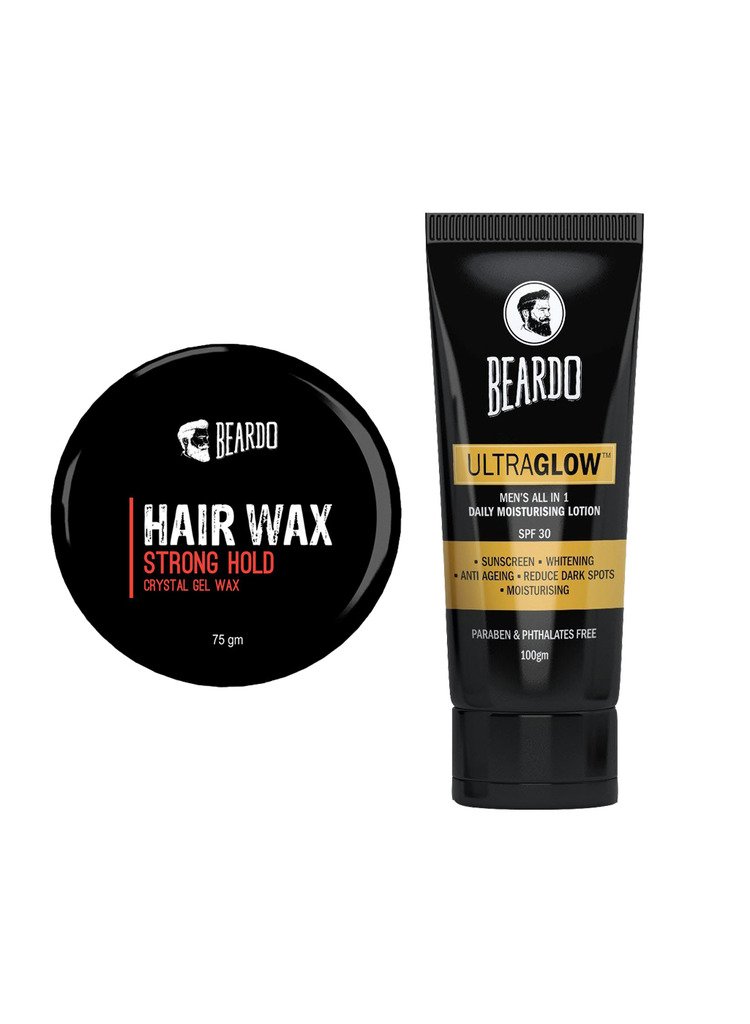 BEARDO
HAIR WAX
STRONG HOLD
CRYSTAL GEL WAX
75 gm
BEARDO
ULTRAGLOW™
MEN'S ALL IN 1
DAILY MOISTURISING LOTION
SPF 30
▪ SUNSCREEN ▪ WHITENING
▪ ANTI AGEING ▪ REDUCE DARK SPOTS
▪ MOISTURISING
PARABEN & PHTHALATES FREE
100gm